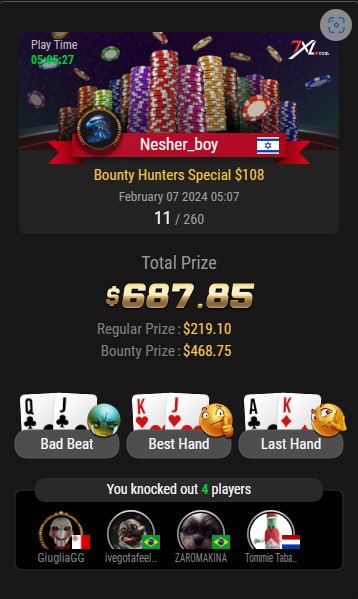 Play Time
05:05:27
7XL
Nesher_boy
Bounty Hunters Special $108
February 07 2024 05:07
11 / 260
Total Prize
$687.85
Regular Prize : $219.10
Bounty Prize : $468.75
Q J K J A K
Bad Beat Best Hand Last Hand
You knocked out 4 players
GiugliaGG ivegotafeel... ZAROMAKINA Tommie Taba...